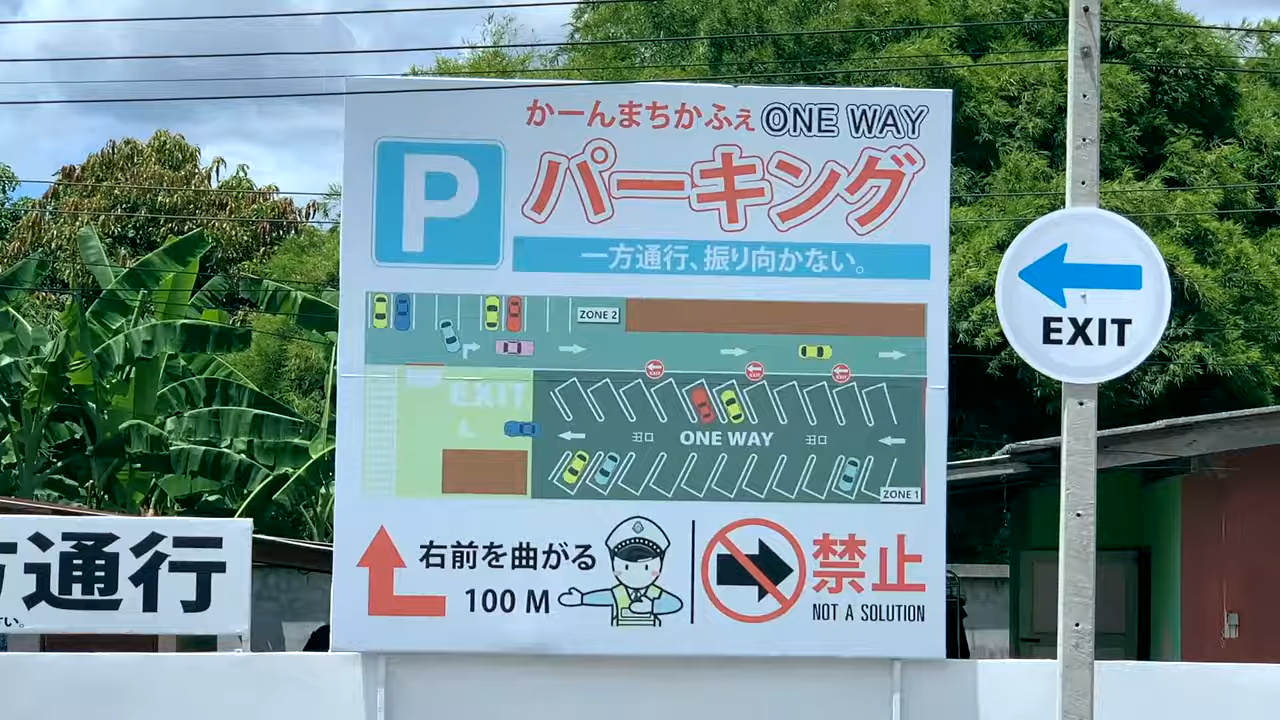 かーんまちかふぇ ONE WAY
P
パーキング
一方通行、振り向かない。
ZONE 2
EXIT
EXIT
EXIT
ONE WAY
ZONE 1
右前を曲がる
100 M
禁止
NOT A SOLUTION
通行
EXIT